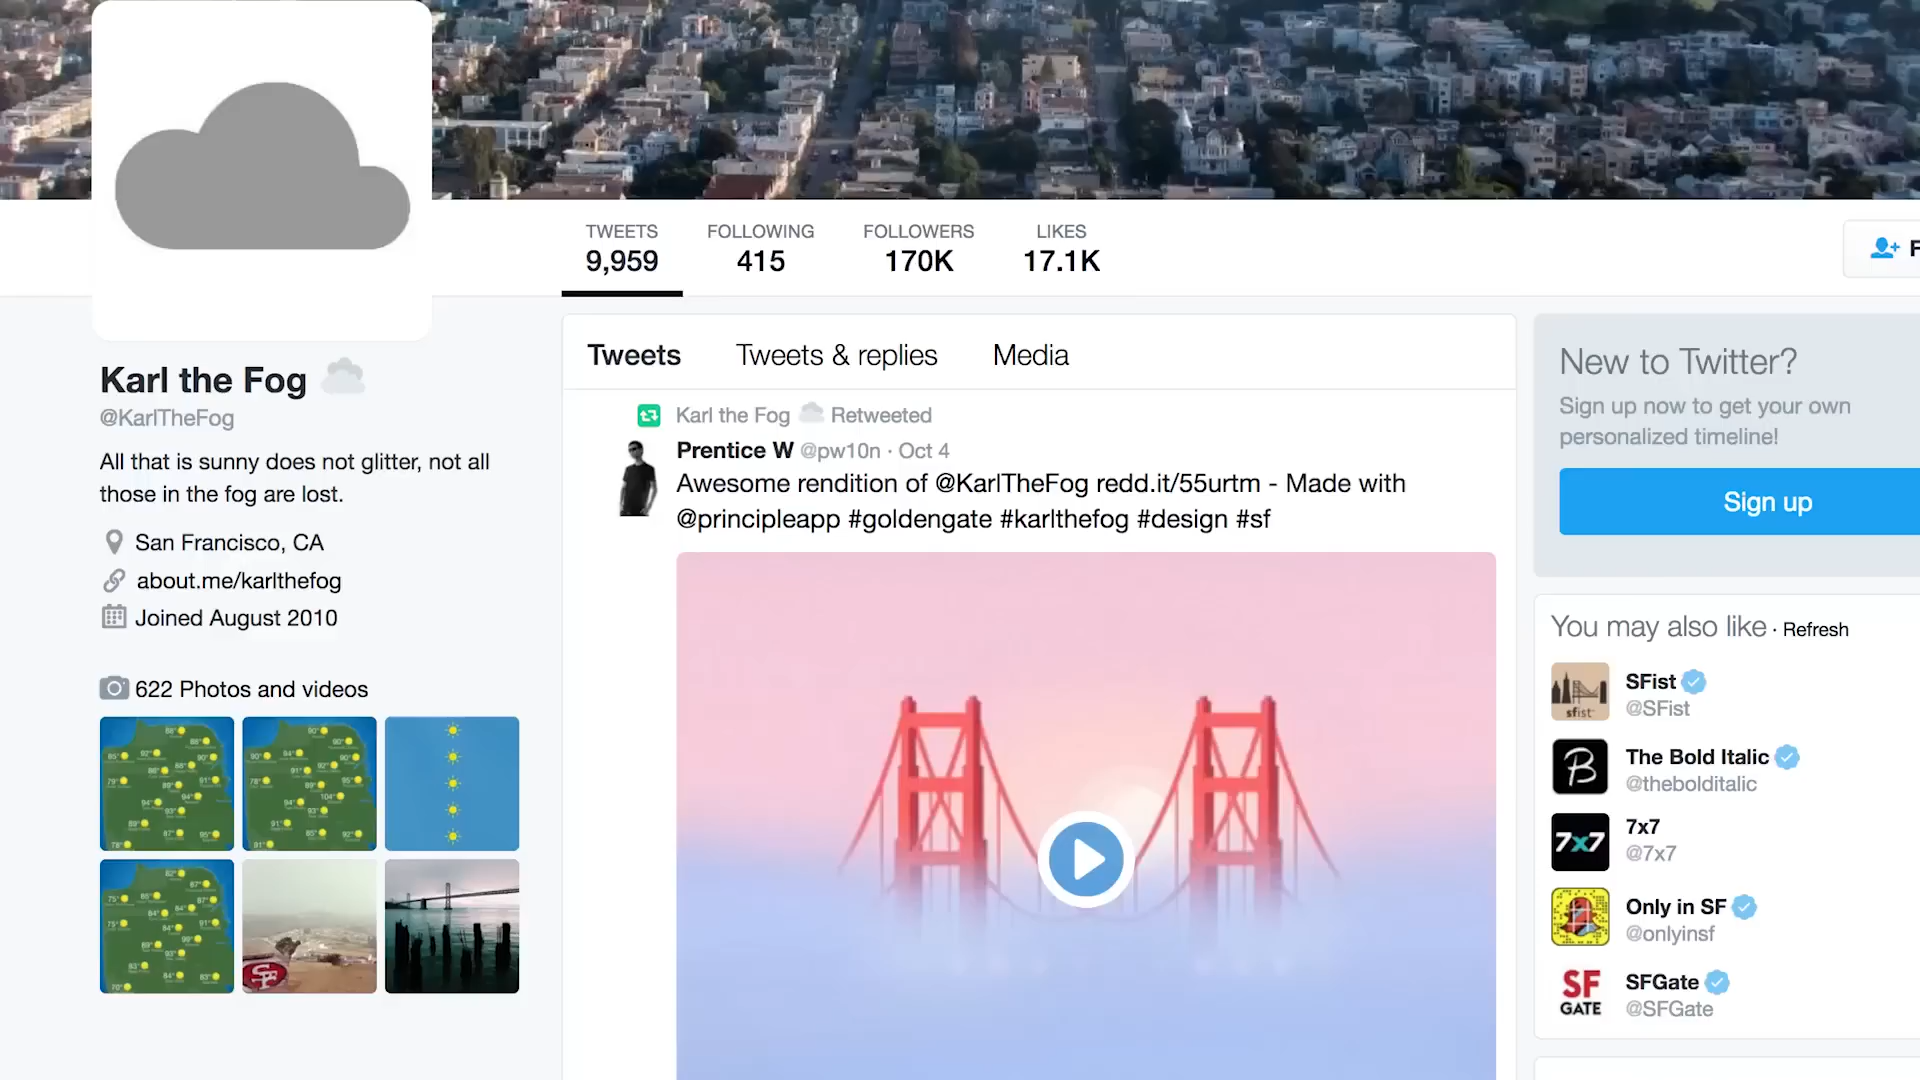 TWEETS
9,959
FOLLOWING
415
FOLLOWERS
170K
LIKES
17.1K
Karl the Fog
@KarlTheFog
All that is sunny does not glitter, not all
those in the fog are lost.
San Francisco, CA
about.me/karlthefog
Joined August 2010
622 Photos and videos
Tweets
Tweets & replies
Media
Karl the Fog Retweeted
Prentice W @pw10n · Oct 4
Awesome rendition of @KarlTheFog redd.it/55urtm - Made with
@principleapp #goldengate #karlthefog #design #sf
New to Twitter?
Sign up now to get your own
personalized timeline!
Sign up
You may also like · Refresh
sfist
SFist
@SFist
B
The Bold Italic
@thebolditalic
7x7
7x7
@7x7
Only in SF
@onlyinsf
SF
GATE
SFGate
@SFGate